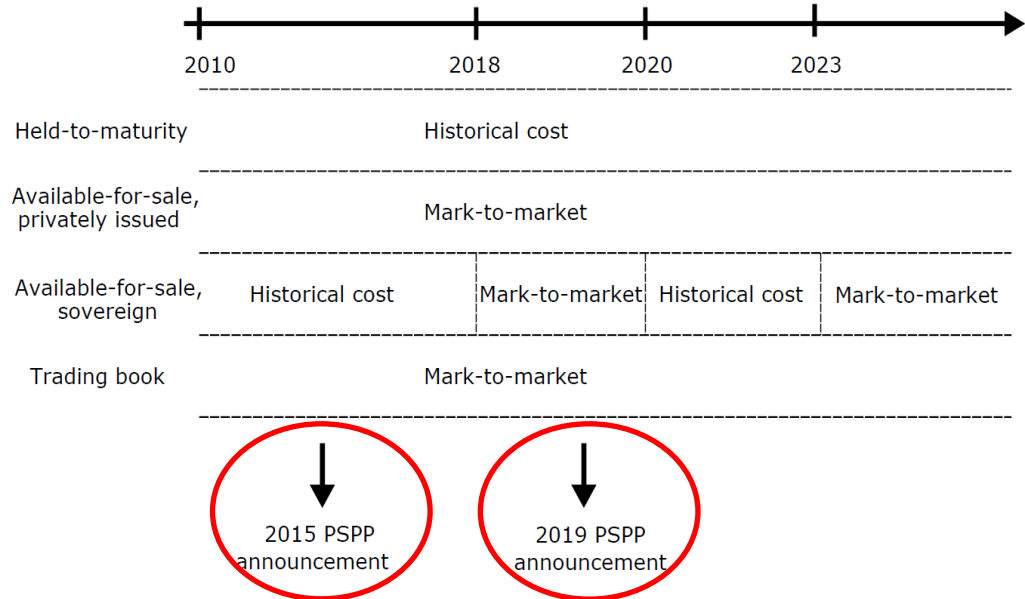 2010 2018 2020 2023
Held-to-maturity Historical cost
Available-for-sale,
privately issued Mark-to-market
Available-for-sale,
sovereign Historical cost Mark-to-market Historical cost Mark-to-market
Trading book Mark-to-market
2015 PSPP
announcement
2019 PSPP
announcement